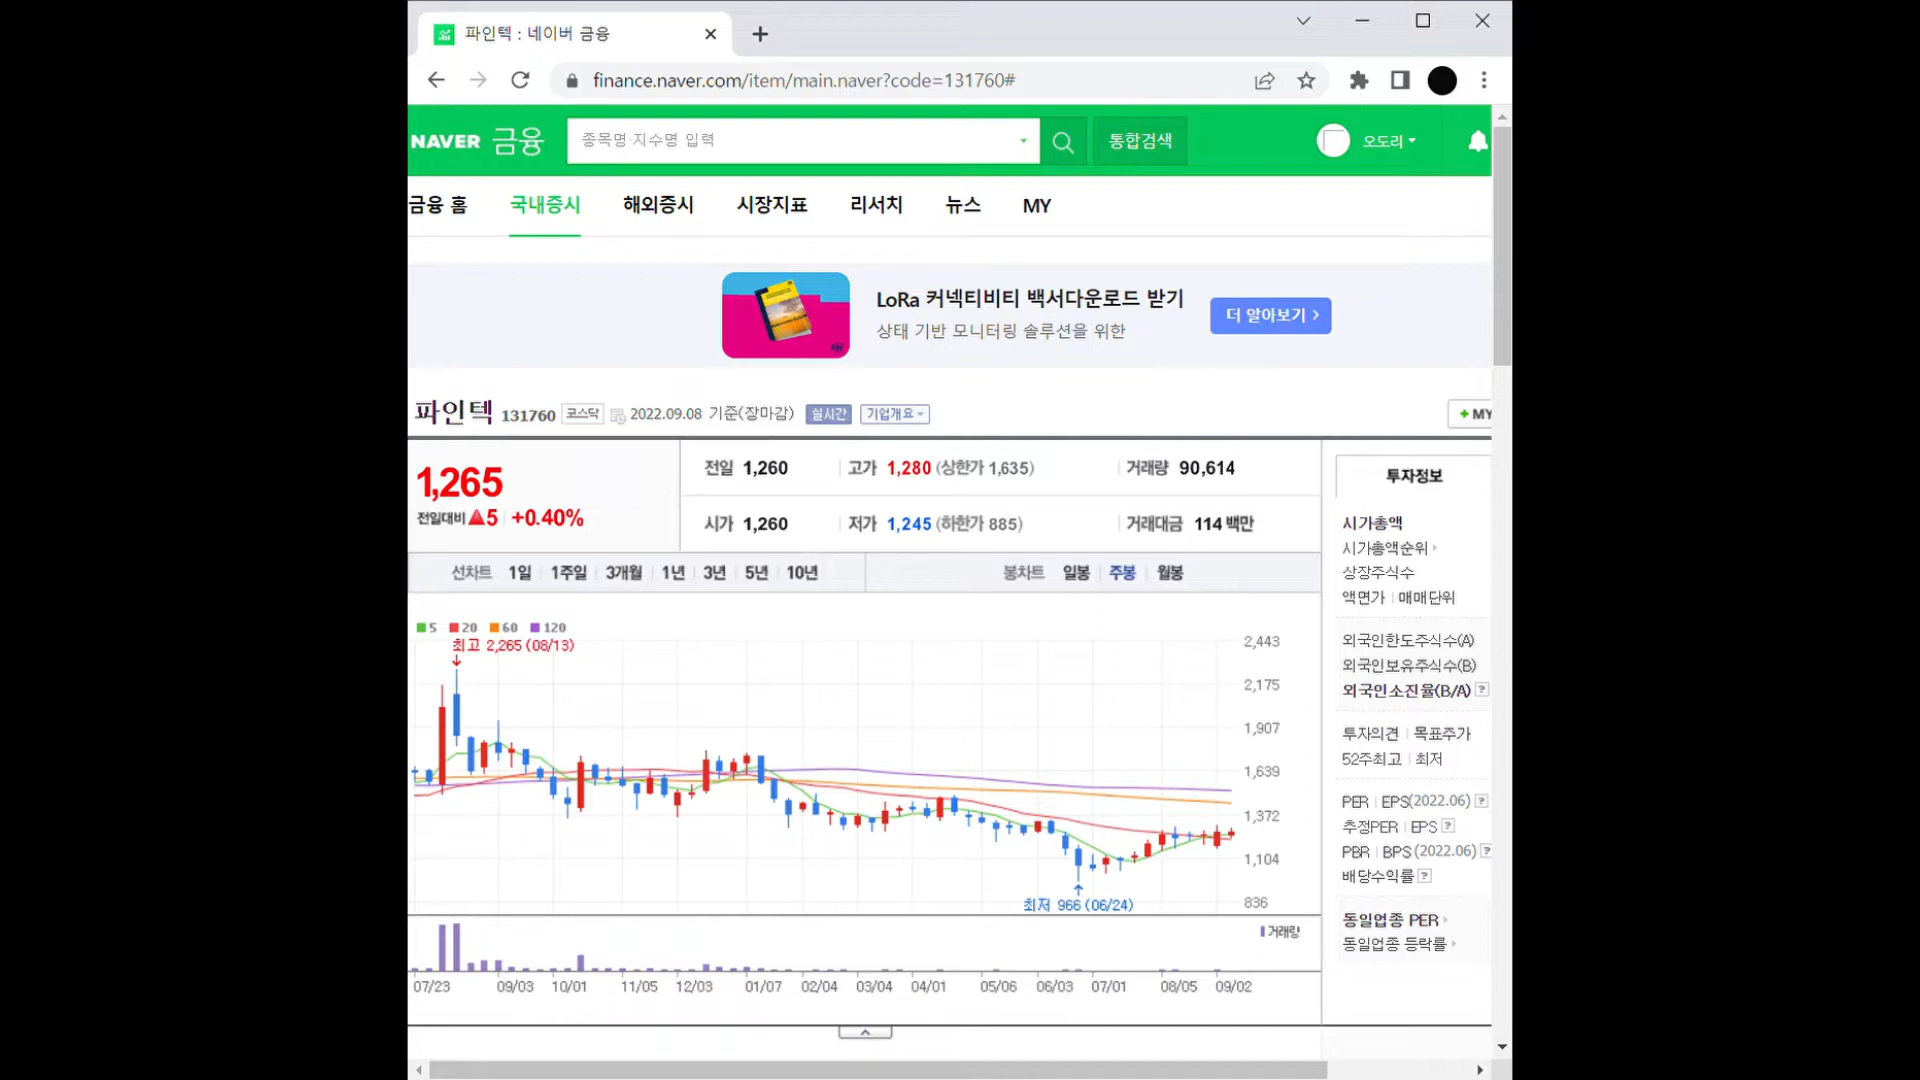 파인텍 : 네이버 금융
finance.naver.com/item/main.naver?code=131760#
NAVER 금융 종목명·지수명 입력 통합검색 오도리
금융 홈 국내증시 해외증시 시장지표 리서치 뉴스 MY
LoRa 커넥티비티 백서다운로드 받기
상태 기반 모니터링 솔루션을 위한
더 알아보기
파인텍 131760 코스닥 2022.09.08 기준(장마감) 실시간 기업개요 + MY
1,265
전일대비 ▲5 +0.40%
전일 1,260 고가 1,280 (상한가 1,635) 거래량 90,614
시가 1,260 저가 1,245 (하한가 885) 거래대금 114 백만
선차트 1일 1주일 3개월 1년 3년 5년 10년 봉차트 일봉 주봉 월봉
5 20 60 120
최고 2,265 (08/13)
2,443
2,175
1,907
1,639
1,372
1,104
836
최저 966 (06/24)
거래량
07/23 09/03 10/01 11/05 12/03 01/07 02/04 03/04 04/01 05/06 06/03 07/01 08/05 09/02
투자정보
시가총액
시가총액순위
상장주식수
액면가 매매단위
외국인한도주식수(A)
외국인보유주식수(B)
외국인소진율(B/A) ?
투자의견 목표주가
52주최고 최저
PER EPS(2022.06) ?
추정PER EPS ?
PBR BPS (2022.06) ?
배당수익률 ?
동일업종 PER
동일업종 등락률